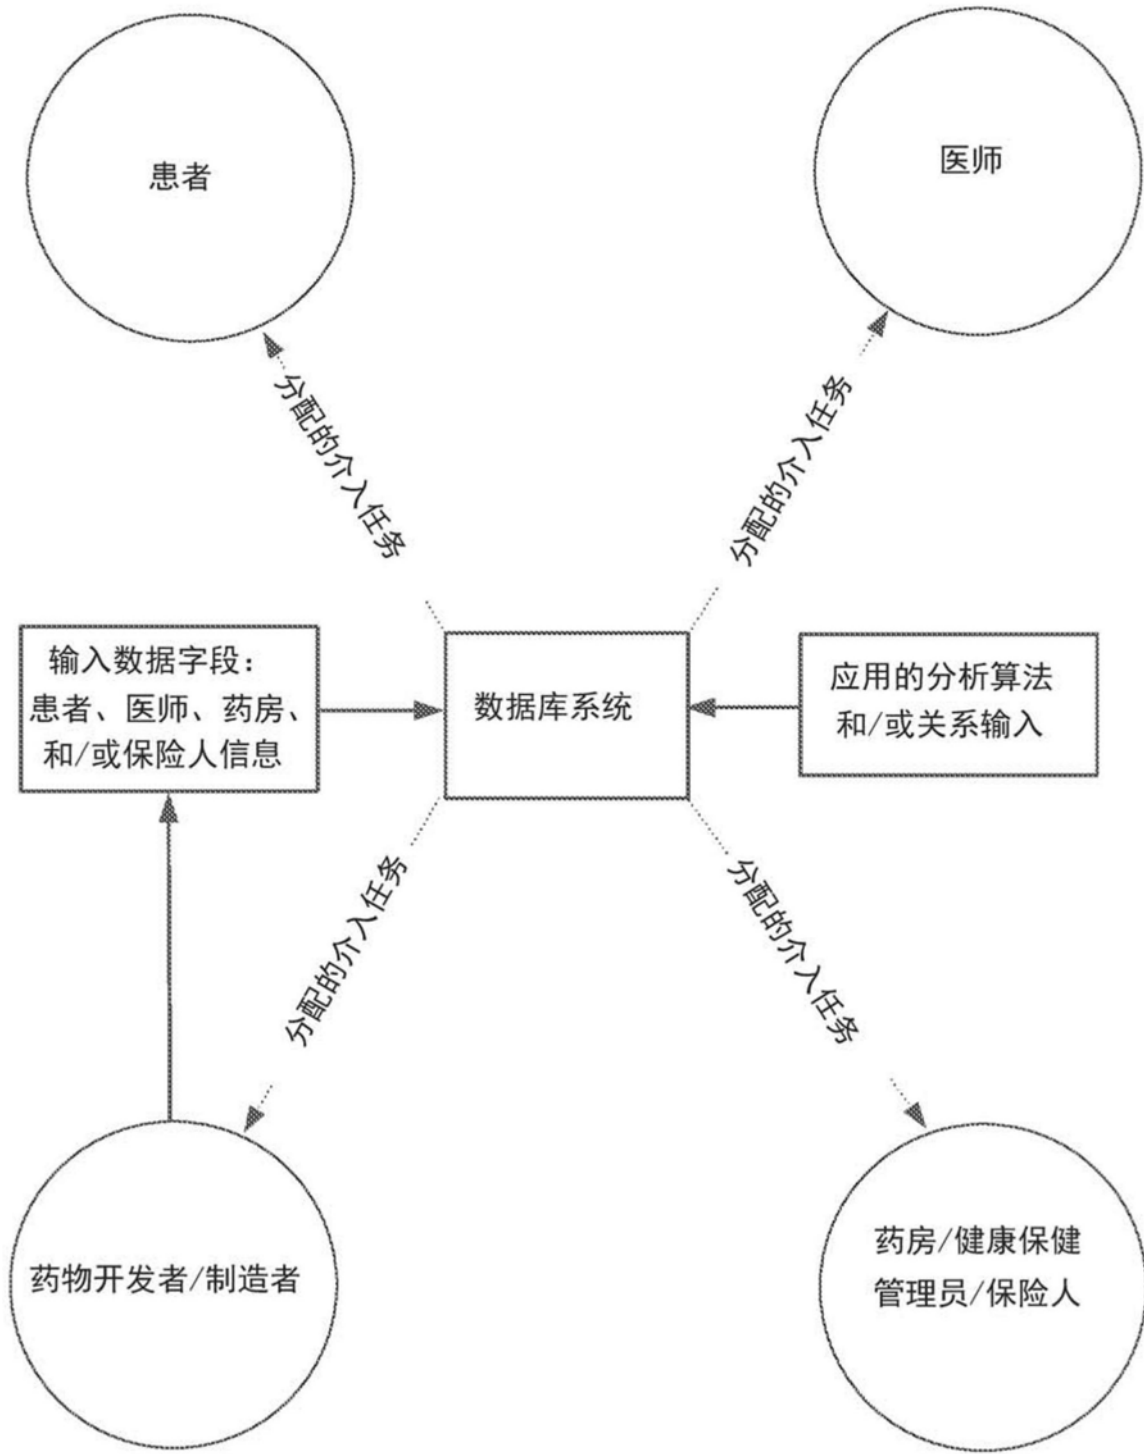 患者
医师
分配的介入任务
分配的介入任务
输入数据字段：
患者、医师、药房、
和/或保险人信息
数据库系统
应用的分析算法
和/或关系输入
分配的介入任务
分配的介入任务
药物开发者/制造者
药房/健康保健
管理员/保险人